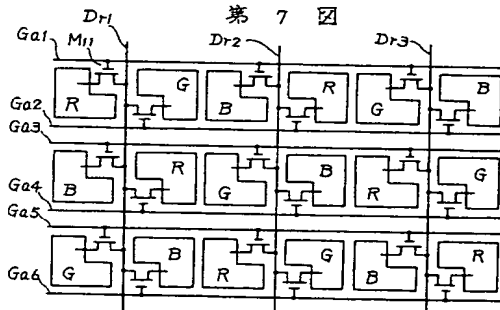 第 7 図
Dr1 Dr2 Dr3
Ga1 M11
R G B R G B
Ga2
Ga3
B R G B R G
Ga4
Ga5
G B R G B R
Ga6